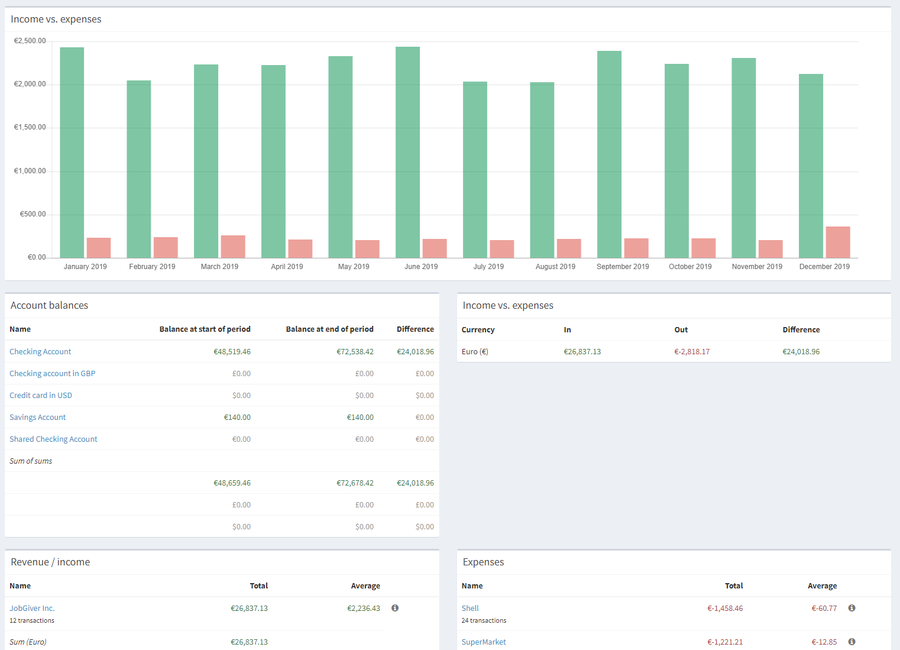 Income vs. expenses
€2,500.00
€2,000.00
€1,500.00
€1,000.00
€500.00
€0.00
January 2019 February 2019 March 2019 April 2019 May 2019 June 2019 July 2019 August 2019 September 2019 October 2019 November 2019 December 2019
Account balances
Name Balance at start of period Balance at end of period Difference
Checking Account €48,519.46 €72,538.42 €24,018.96
Checking account in GBP £0.00 £0.00 £0.00
Credit card in USD $0.00 $0.00 $0.00
Savings Account €140.00 €140.00 €0.00
Shared Checking Account €0.00 €0.00 €0.00
Sum of sums
€48,659.46 €72,678.42 €24,018.96
£0.00 £0.00 £0.00
$0.00 $0.00 $0.00
Income vs. expenses
Currency In Out Difference
Euro (€) €26,837.13 €-2,818.17 €24,018.96
Revenue / income
Name Total Average
JobGiver Inc. €26,837.13 €2,236.43
12 transactions
Sum (Euro) €26,837.13
Expenses
Name Total Average
Shell €-1,458.46 €-60.77
24 transactions
SuperMarket €-1,221.21 €-12.85